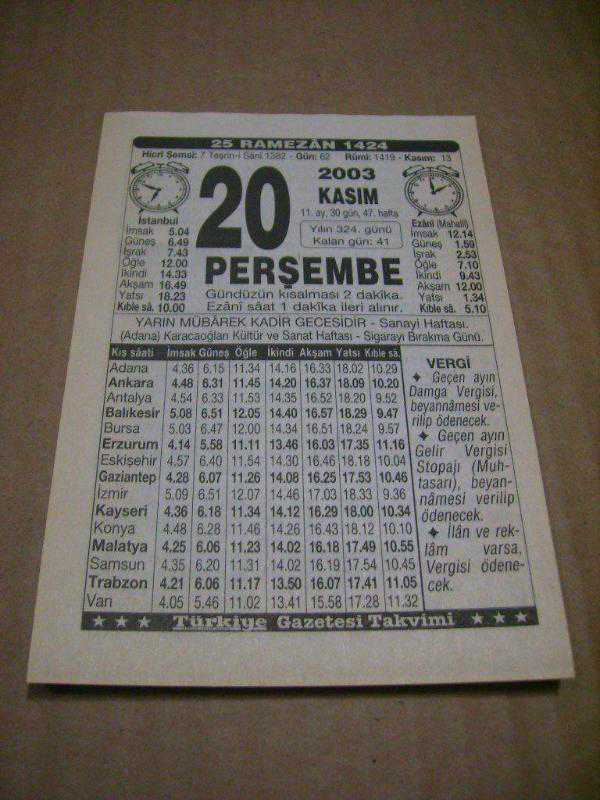 25 RAMEZÂN 1424
Hicrî Şemsi: 7 Teşrin-i Sânî 1382 - Gün: 62 Rûmî: 1419 - Kasım: 13
20
2003
KASIM
11. ay, 30 gün, 47. hafta
Yılın 324. günü
Kalan gün: 41
PERŞEMBE
Gündüzün kısalması 2 dakîka.
Ezânî sâat 1 dakîka ileri alınır.
İstanbul
İmsak 5.04
Güneş 6.49
İşrak 7.43
Öğle 12.00
İkindi 14.33
Akşam 16.49
Yatsı 18.23
Kıble sâ. 10.00
Ezânî (Mahallî)
İmsak 12.14
Güneş 1.59
İşrak 2.53
Öğle 7.10
İkindi 9.43
Akşam 12.00
Yatsı 1.34
Kıble sâ. 5.10
YARIN MÜBÂREK KADİR GECESİDİR - Sanayi Haftası.
(Adana) Karacaoğlan Kültür ve Sanat Haftası - Sigarayı Bırakma Günü.
Kış sâati İmsak Güneş Öğle İkindi Akşam Yatsı Kıble sâ.
Adana 4.36 6.15 11.34 14.16 16.33 18.02 10.29
Ankara 4.48 6.31 11.45 14.20 16.37 18.09 10.20
Antalya 4.54 6.33 11.53 14.35 16.52 18.20 9.52
Balıkesir 5.08 6.51 12.05 14.40 16.57 18.29 9.47
Bursa 5.03 6.47 12.00 14.34 16.51 18.24 9.57
Erzurum 4.14 5.58 11.11 13.46 16.03 17.35 11.16
Eskişehir 4.57 6.40 11.54 14.30 16.46 18.18 10.04
Gaziantep 4.28 6.07 11.26 14.08 16.25 17.53 10.46
İzmir 5.09 6.51 12.07 14.46 17.03 18.33 9.36
Kayseri 4.36 6.18 11.34 14.12 16.29 18.00 10.34
Konya 4.48 6.28 11.46 14.26 16.43 18.12 10.10
Malatya 4.25 6.06 11.23 14.02 16.18 17.49 10.55
Samsun 4.35 6.20 11.31 14.02 16.19 17.54 10.45
Trabzon 4.21 6.06 11.17 13.50 16.07 17.41 11.05
Van 4.05 5.46 11.02 13.41 15.58 17.28 11.32
VERGİ
Geçen ayın
Damga Vergisi,
beyannâmesi ve-
rilip ödenecek.
Geçen ayın
Gelir Vergisi
Stopajı (Muh-
tasarı), beyan-
nâmesi verilip
ödenecek.
İlân ve rek-
lâm varsa,
Vergisi ödene-
cek.
Türkiye Gazetesi Takvimi